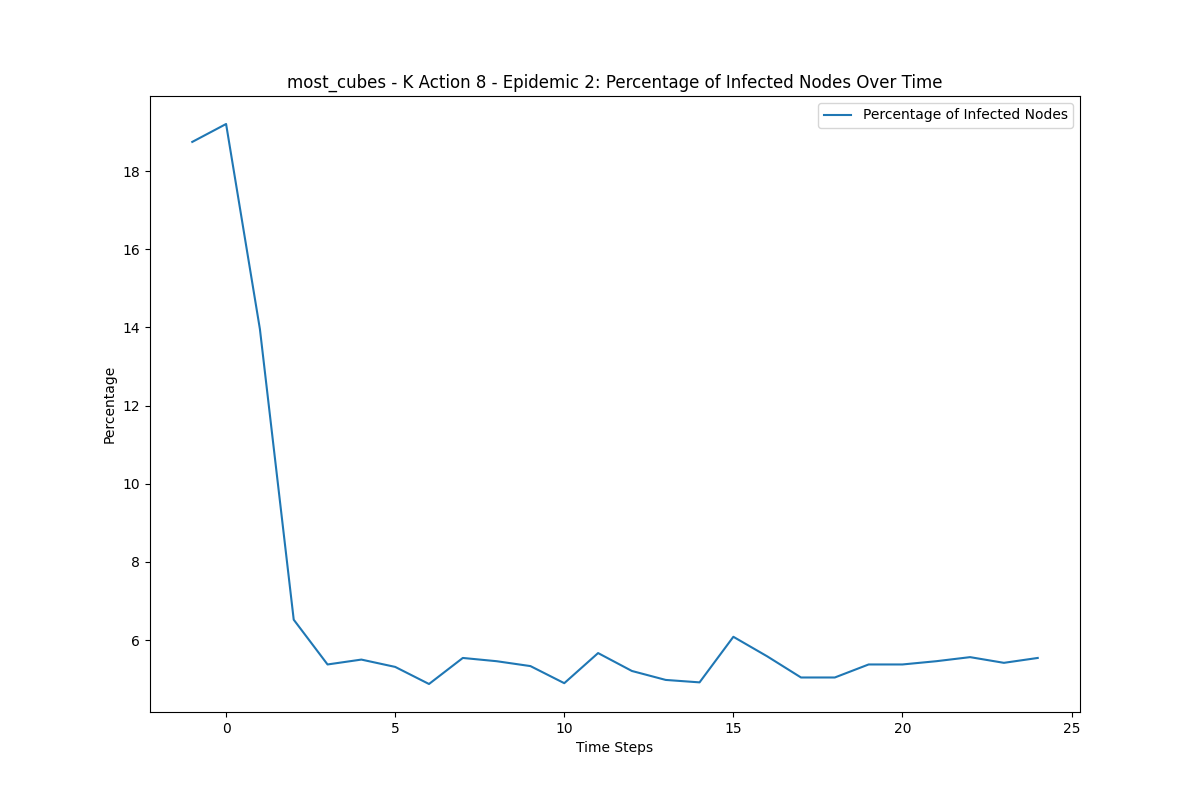 most_cubes - K Action 8 - Epidemic 2: Percentage of Infected Nodes Over Time
Percentage of Infected Nodes
18
16
14
12
10
8
6
Percentage
0 5 10 15 20 25
Time Steps